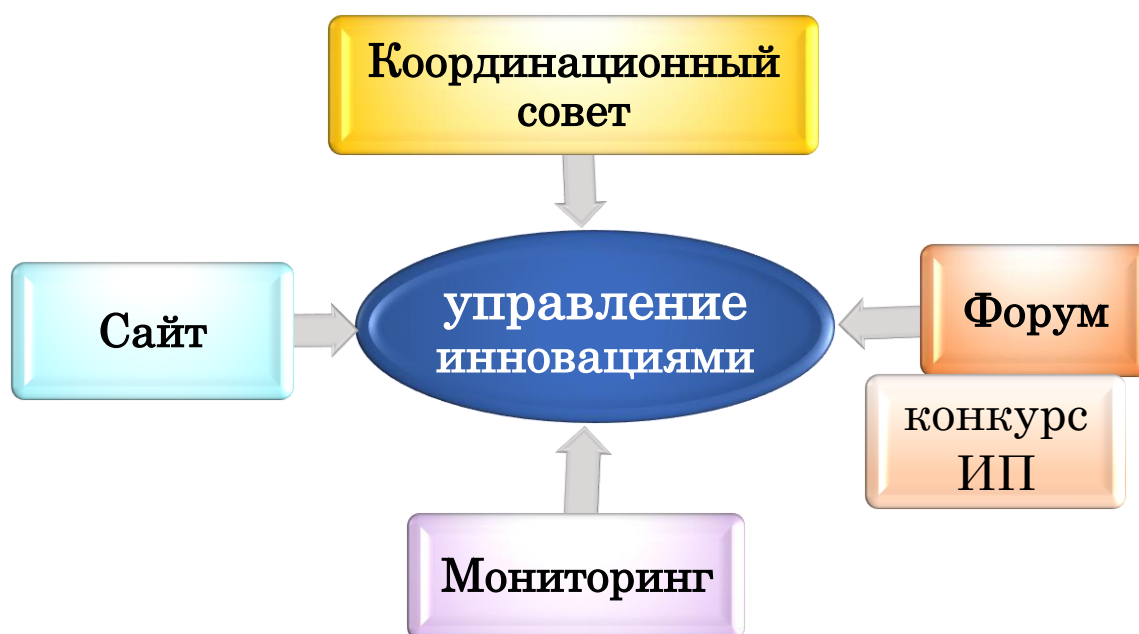 Координационный
совет
Сайт
управление
инновациями
Форум
конкурс
ИП
Мониторинг